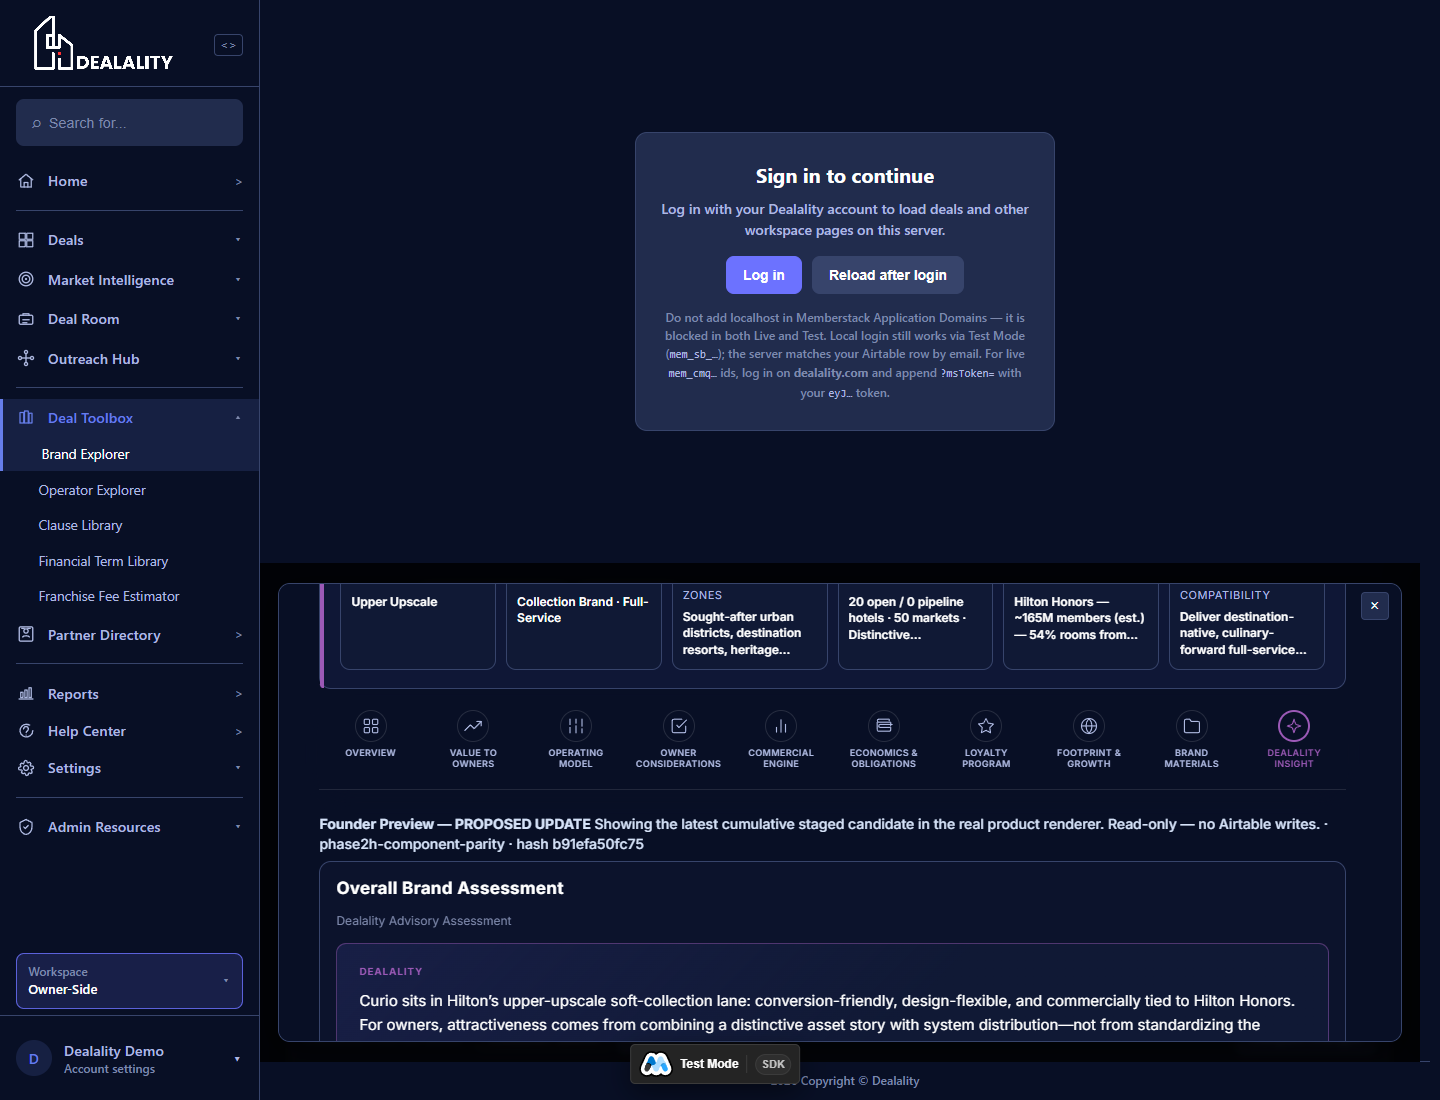 DEALALITY
<>
Search for...
Home
Deals
Market Intelligence
Deal Room
Outreach Hub
Deal Toolbox
Brand Explorer
Operator Explorer
Clause Library
Financial Term Library
Franchise Fee Estimator
Partner Directory
Reports
Help Center
Settings
Admin Resources
Workspace
Owner-Side
D
Dealality Demo
Account settings
Sign in to continue
Log in with your Dealality account to load deals and other
workspace pages on this server.
Log in
Reload after login
Do not add localhost in Memberstack Application Domains — it is
blocked in both Live and Test. Local login still works via Test Mode
(mem_sb_…); the server matches your Airtable row by email. For live
mem_cmq… ids, log in on dealality.com and append ?msToken= with
your eyJ… token.
×
Upper Upscale
Collection Brand · Full-
Service
ZONES
Sought-after urban
districts, destination
resorts, heritage...
20 open / 0 pipeline
hotels · 50 markets ·
Distinctive...
Hilton Honors —
~165M members (est.)
— 54% rooms from...
COMPATIBILITY
Deliver destination-
native, culinary-
forward full-service...
OVERVIEW
VALUE TO
OWNERS
OPERATING
MODEL
OWNER
CONSIDERATIONS
COMMERCIAL
ENGINE
ECONOMICS &
OBLIGATIONS
LOYALTY
PROGRAM
FOOTPRINT &
GROWTH
BRAND
MATERIALS
DEALALITY
INSIGHT
Founder Preview — PROPOSED UPDATE Showing the latest cumulative staged candidate in the real product renderer. Read-only — no Airtable writes. ·
phase2h-component-parity · hash b91efa50fc75
Overall Brand Assessment
Dealality Advisory Assessment
DEALALITY
Curio sits in Hilton’s upper-upscale soft-collection lane: conversion-friendly, design-flexible, and commercially tied to Hilton Honors.
For owners, attractiveness comes from combining a distinctive asset story with system distribution—not from standardizing the
Test Mode
SDK
Copyright © Dealality